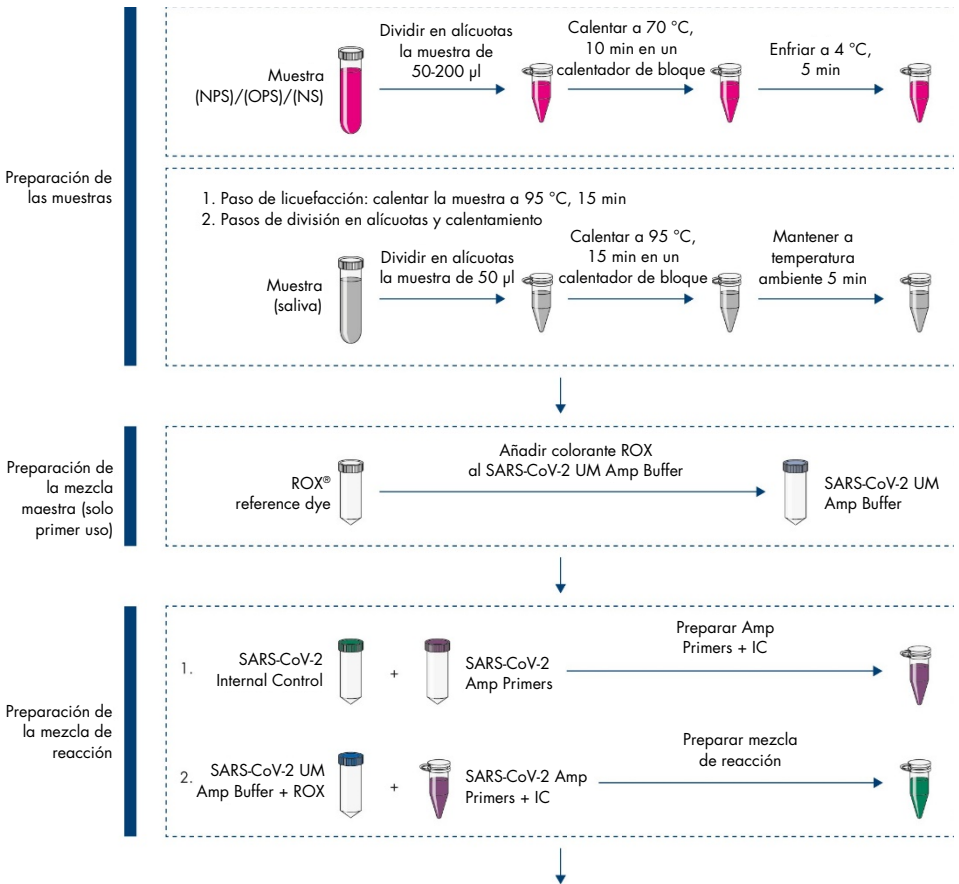 Preparación de
las muestras
Muestra
(NPS)/(OPS)/(NS)
Dividir en alícuotas
la muestra de
50-200 µl
Calentar a 70 °C,
10 min en un
calentador de bloque
Enfriar a 4 °C,
5 min
1. Paso de licuefacción: calentar la muestra a 95 °C, 15 min
2. Pasos de división en alícuotas y calentamiento
Muestra
(saliva)
Dividir en alícuotas
la muestra de 50 µl
Calentar a 95 °C,
15 min en un
calentador de bloque
Mantener a
temperatura
ambiente 5 min
Preparación de
la mezcla
maestra (solo
primer uso)
ROX®
reference dye
Añadir colorante ROX
al SARS-CoV-2 UM Amp Buffer
SARS-CoV-2 UM
Amp Buffer
Preparación de
la mezcla de
reacción
1.
SARS-CoV-2
Internal Control
+
SARS-CoV-2
Amp Primers
Preparar Amp
Primers + IC
2.
SARS-CoV-2 UM
Amp Buffer + ROX
+
SARS-CoV-2 Amp
Primers + IC
Preparar mezcla
de reacción